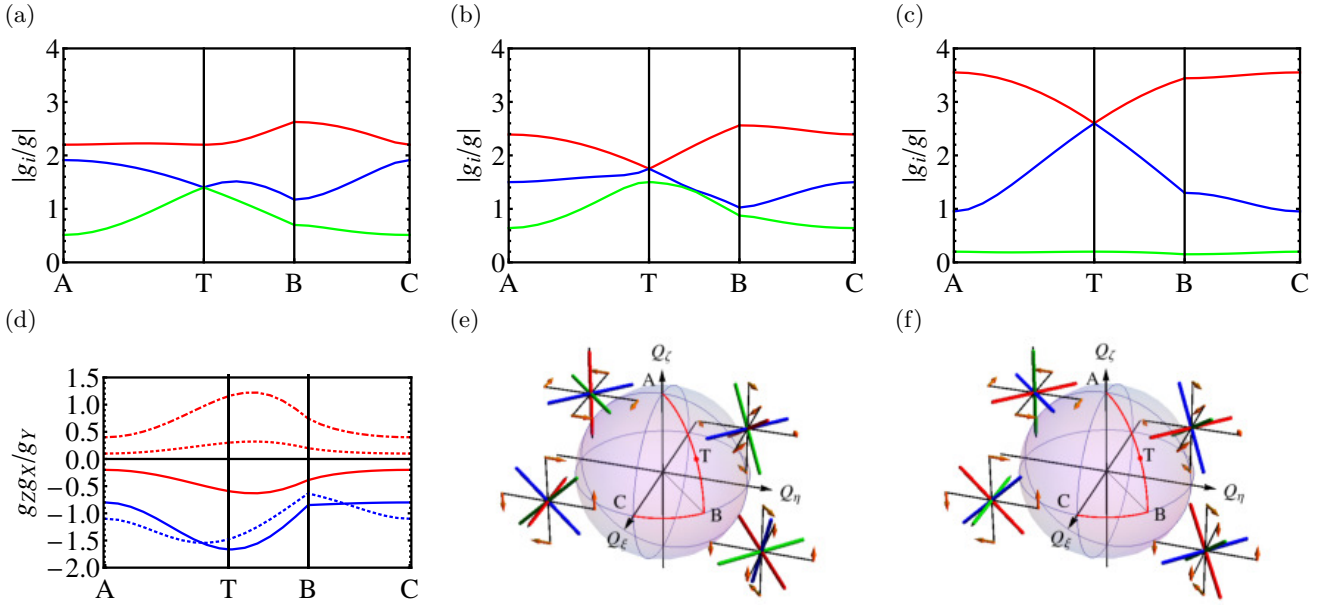 (a)
4
3
2
1
0
|g_i/g|
A T B C
(b)
4
3
2
1
0
|g_i/g|
A T B C
(c)
4
3
2
1
0
|g_i/g|
A T B C
(d)
1.5
1.0
0.5
0.0
−0.5
−1.0
−1.5
−2.0
g_Z g_X/g_Y
A T B C
(e)
Q_ζ
A
T
Q_η
C
B
Q_ξ
(f)
Q_ζ
A
T
Q_η
C
B
Q_ξ